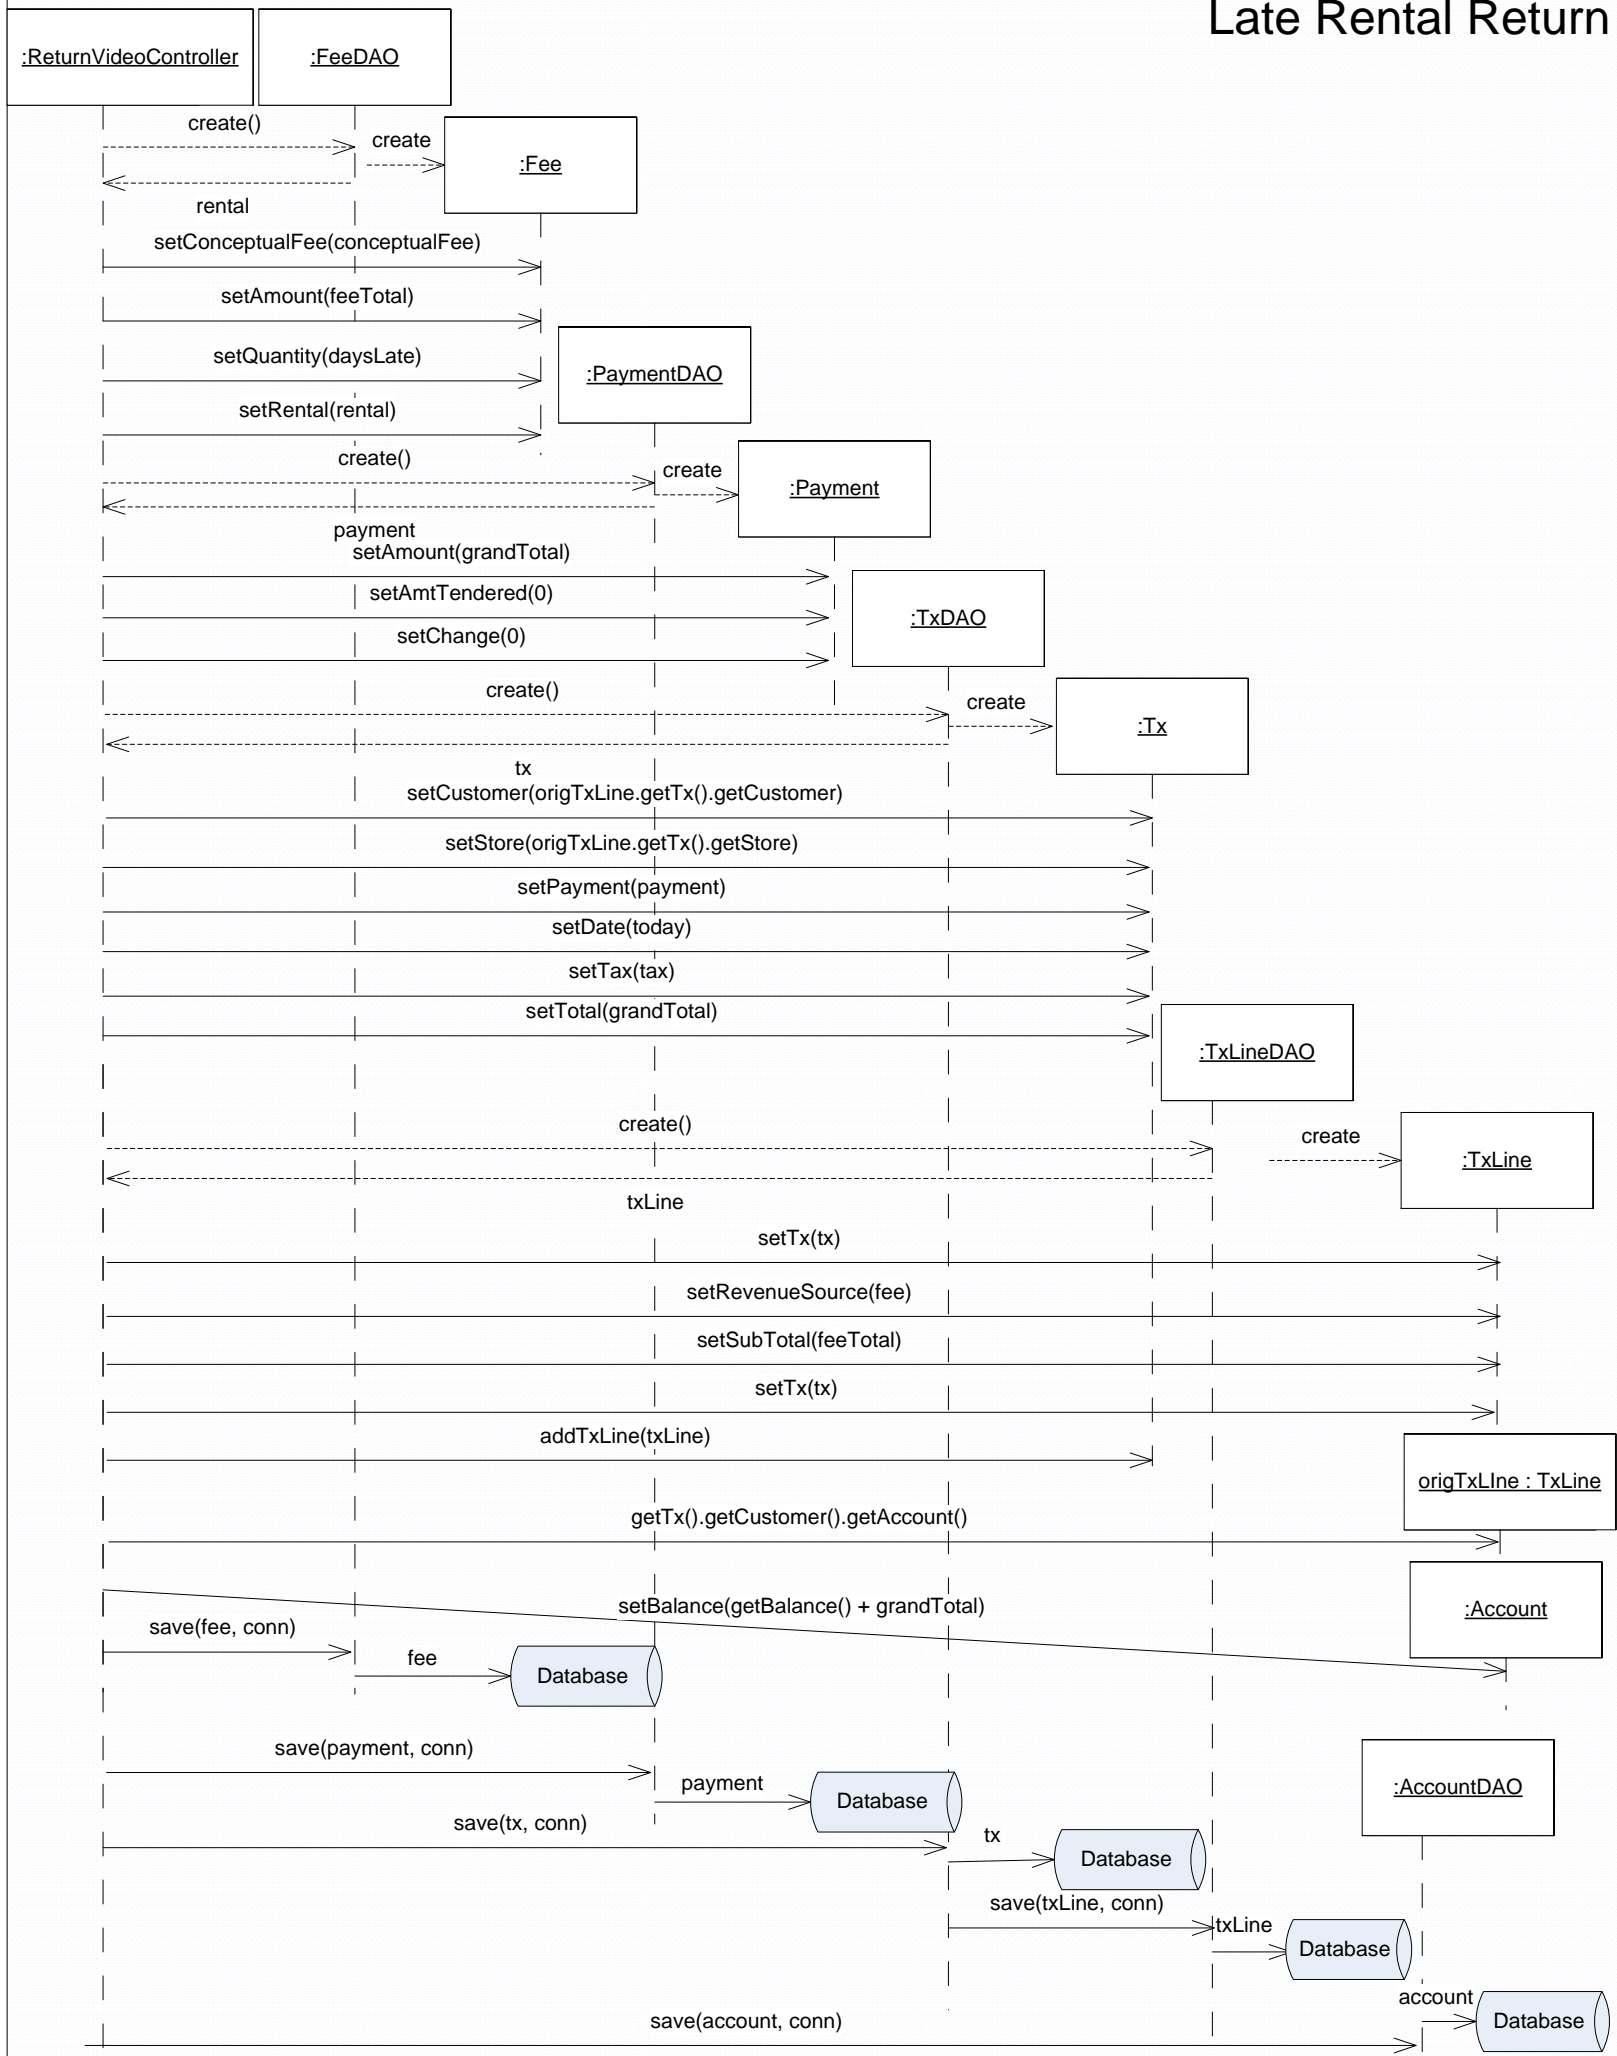 Late Rental Return
:ReturnVideoController
:FeeDAO
create()
create
:Fee
rental
setConceptualFee(conceptualFee)
setAmount(feeTotal)
setQuantity(daysLate)
:PaymentDAO
setRental(rental)
create()
create
:Payment
payment
setAmount(grandTotal)
setAmtTendered(0)
:TxDAO
setChange(0)
create()
create
:Tx
tx
setCustomer(origTxLine.getTx().getCustomer)
setStore(origTxLine.getTx().getStore)
setPayment(payment)
setDate(today)
setTax(tax)
setTotal(grandTotal)
:TxLineDAO
create()
create
:TxLine
txLine
setTx(tx)
setRevenueSource(fee)
setSubTotal(feeTotal)
setTx(tx)
addTxLine(txLine)
origTxLIne : TxLine
getTx().getCustomer().getAccount()
setBalance(getBalance() + grandTotal)
:Account
save(fee, conn)
fee
Database
save(payment, conn)
payment
Database
:AccountDAO
save(tx, conn)
tx
Database
save(txLine, conn)
txLine
Database
account
Database
save(account, conn)